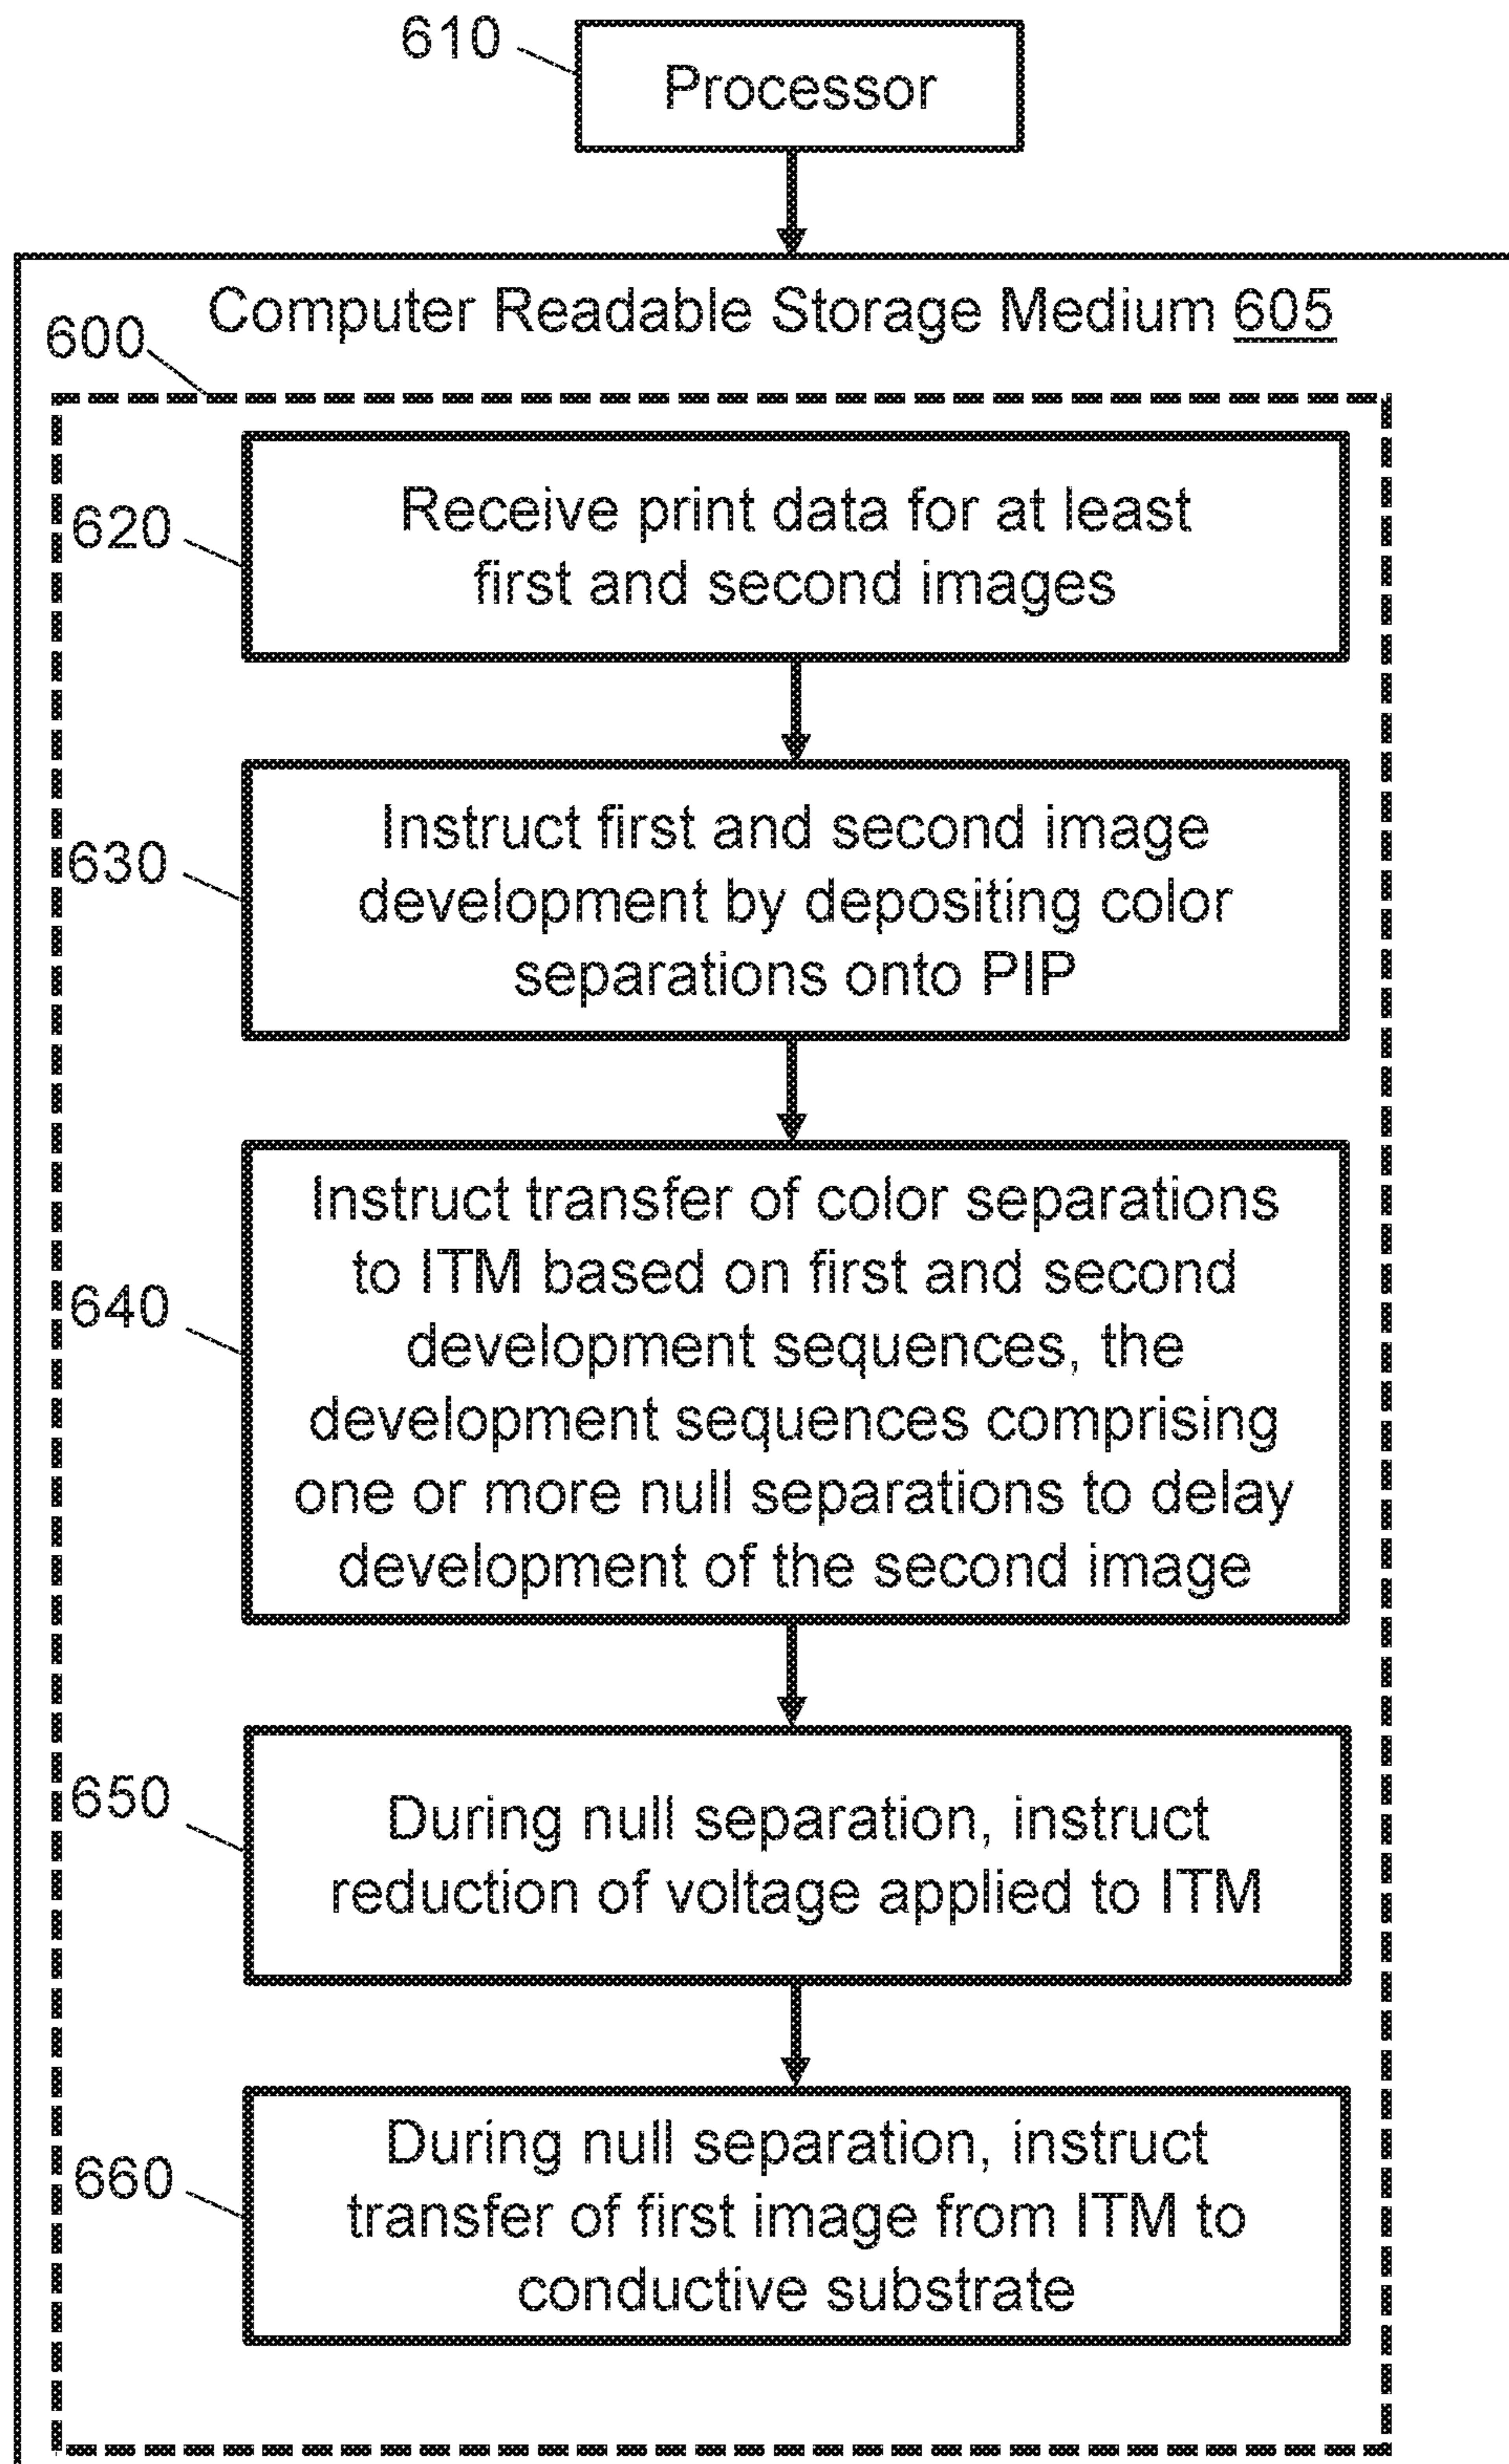 610
Processor
Computer Readable Storage Medium 605
600
620
Receive print data for at least
first and second images
630
Instruct first and second image
development by depositing color
separations onto PIP
640
Instruct transfer of color separations
to ITM based on first and second
development sequences, the
development sequences comprising
one or more null separations to delay
development of the second image
650
During null separation, instruct
reduction of voltage applied to ITM
660
During null separation, instruct
transfer of first image from ITM to
conductive substrate